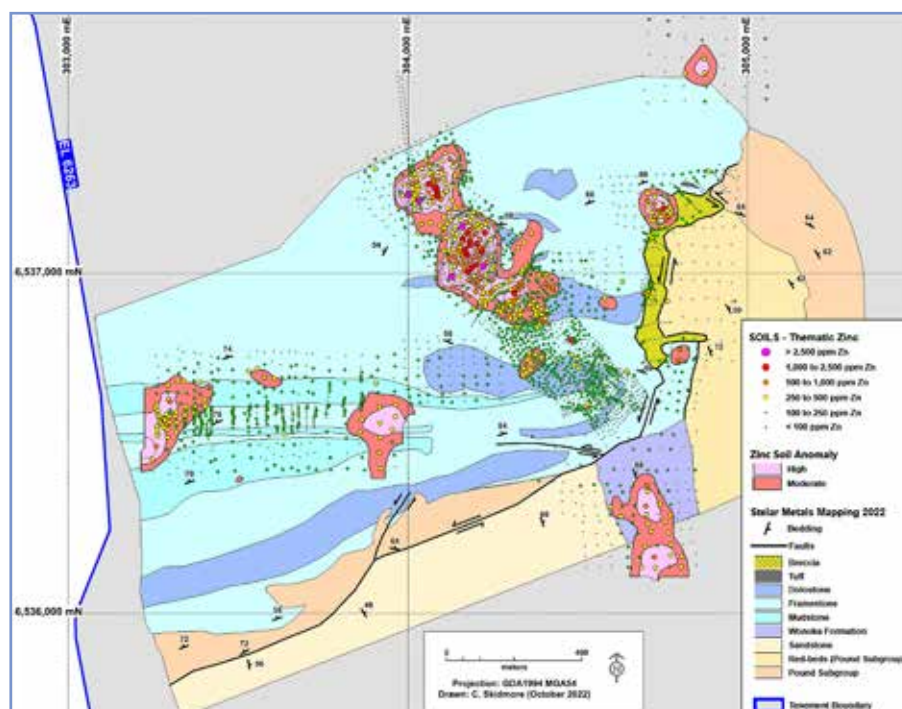 303,000 mE
304,000 mE
305,000 mE
EL 6263
6,537,000 mN
6,536,000 mN
SOILS - Thematic Zinc
> 2,500 ppm Zn
1,000 to 2,500 ppm Zn
500 to 1,000 ppm Zn
250 to 500 ppm Zn
100 to 250 ppm Zn
< 100 ppm Zn
Zinc Soil Anomaly
High
Moderate
Stelar Metals Mapping 2022
Bedding
Faults
Breccia
Tuff
Dolostone
Framestone
Mudstone
Wonoka Formation
Sandstone
Red-beds (Pound Subgroup)
Pound Subgroup
Tenement Boundary
0
400
meters
Projection: GDA1994 MGA54
Drawn: C. Skidmore (October 2022)